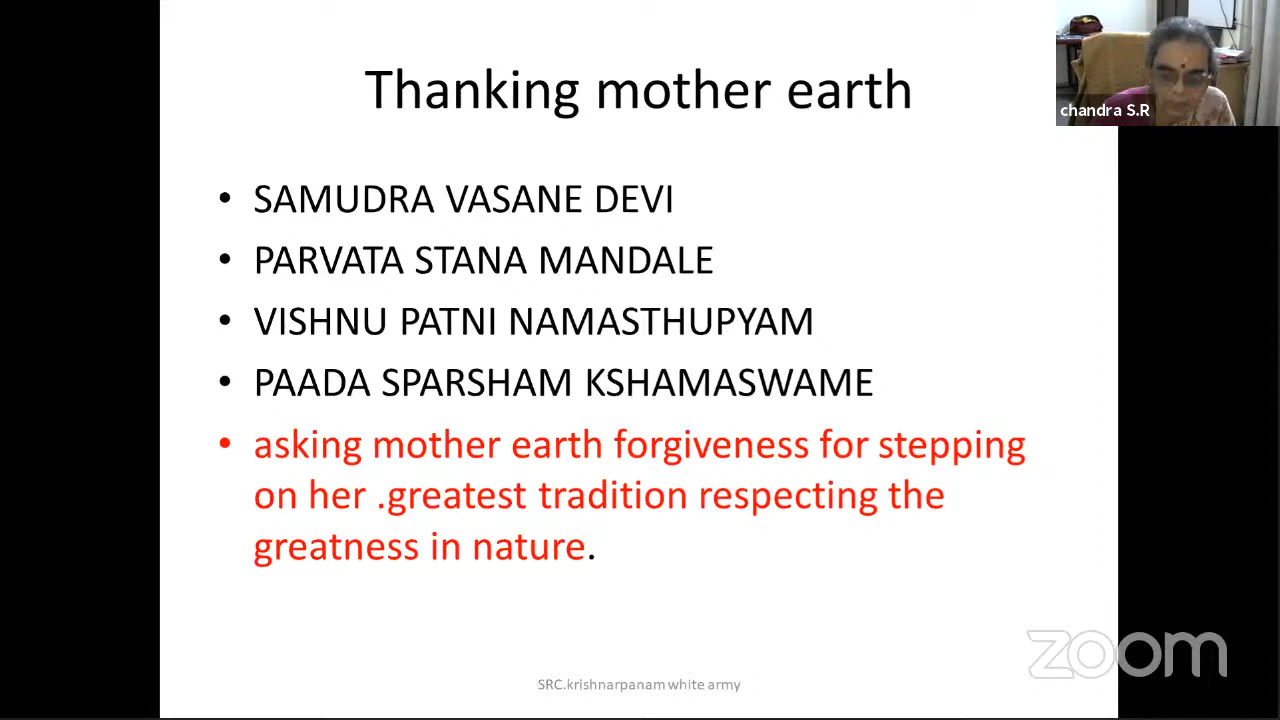 Thanking mother earth
chandra S.R
• SAMUDRA VASANE DEVI
• PARVATA STANA MANDALE
• VISHNU PATNI NAMASTHUPYAM
• PAADA SPARSHAM KSHAMASWAME
• asking mother earth forgiveness for stepping
on her .greatest tradition respecting the
greatness in nature.
zoom
SRC.krishnarpanam white army